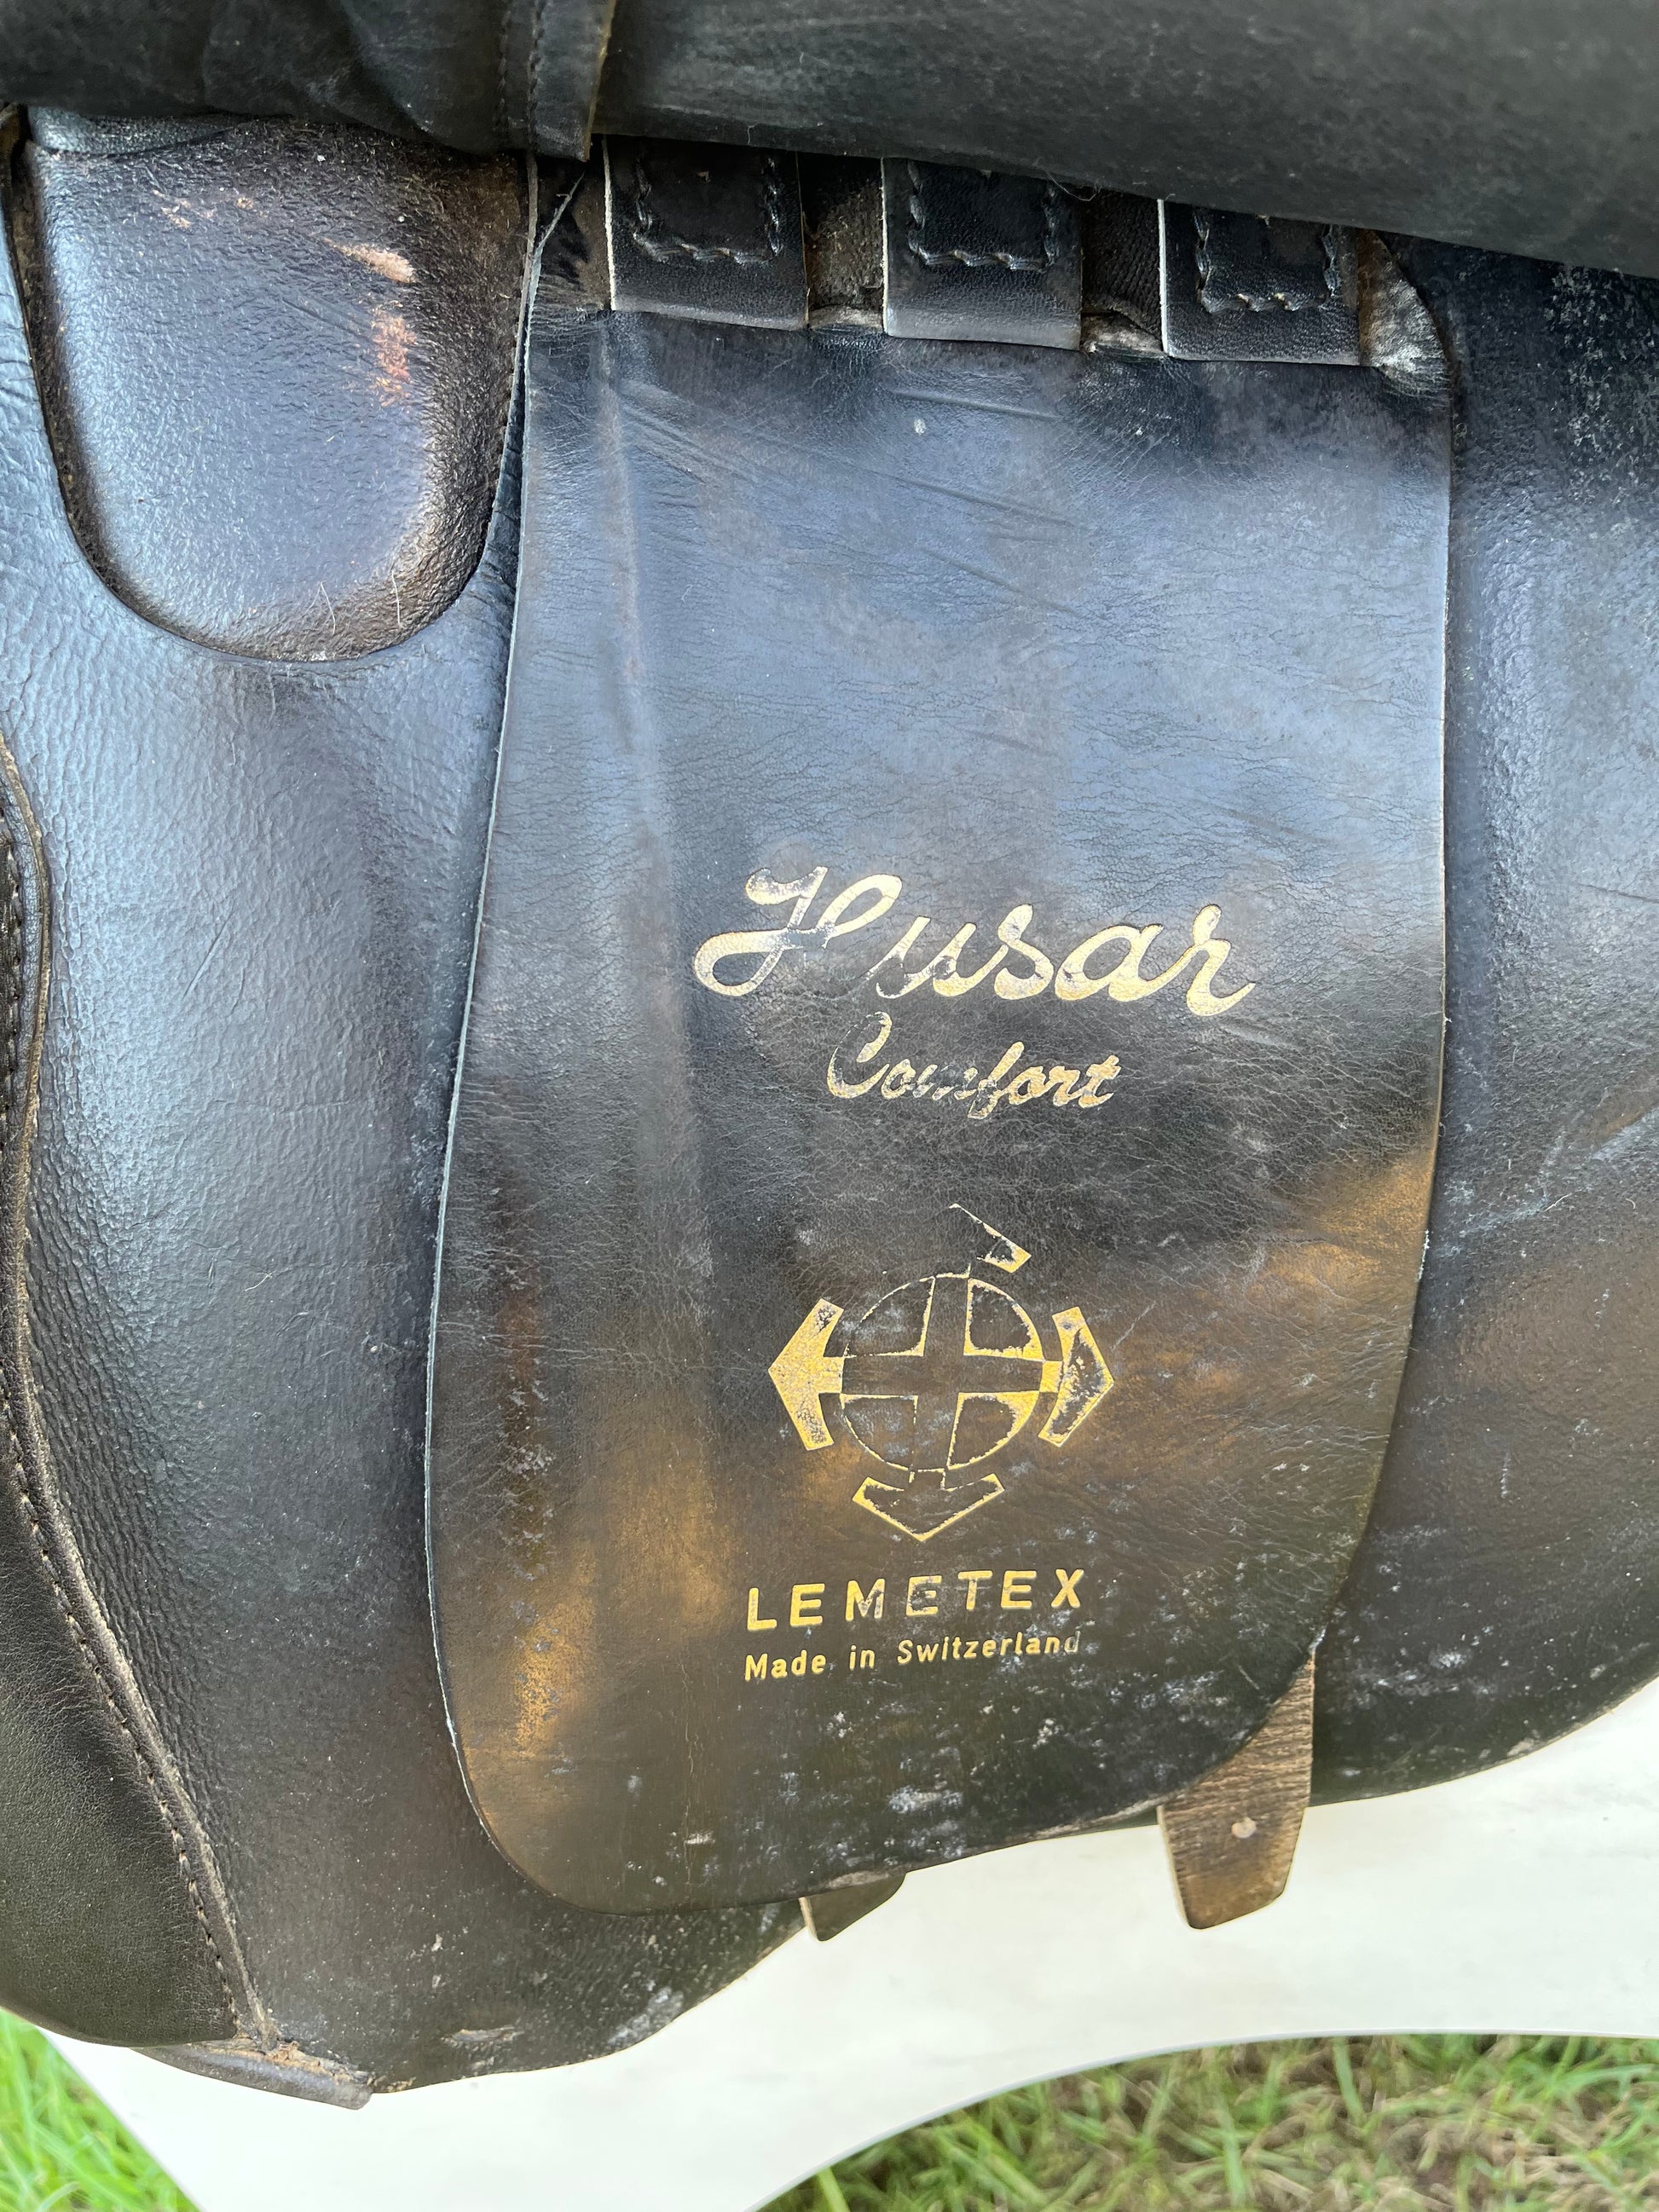 Husar
Comfort
LEMETEX
Made in Switzerland